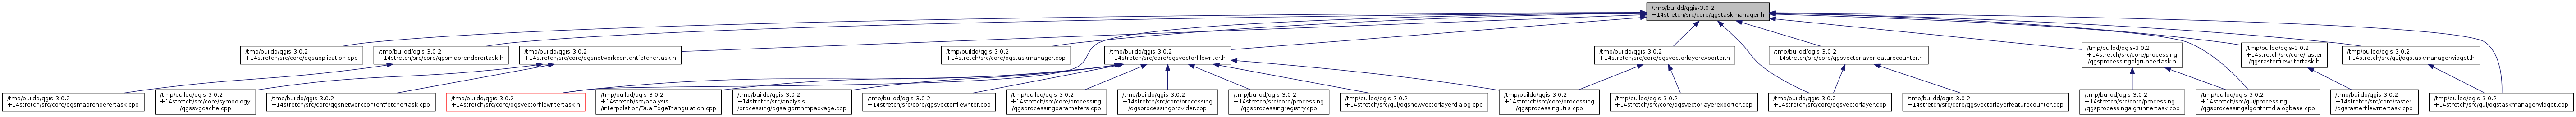 /tmp/buildd/qgis-3.0.2
+14stretch/src/core/qgstaskmanager.h
/tmp/buildd/qgis-3.0.2
+14stretch/src/core/qgsapplication.cpp
/tmp/buildd/qgis-3.0.2
+14stretch/src/core/qgsmaprenderertask.h
/tmp/buildd/qgis-3.0.2
+14stretch/src/core/qgsnetworkcontentfetchertask.h
/tmp/buildd/qgis-3.0.2
+14stretch/src/core/qgstaskmanager.cpp
/tmp/buildd/qgis-3.0.2
+14stretch/src/core/qgsvectorfilewriter.h
/tmp/buildd/qgis-3.0.2
+14stretch/src/core/qgsvectorlayerexporter.h
/tmp/buildd/qgis-3.0.2
+14stretch/src/core/qgsvectorlayerfeaturecounter.h
/tmp/buildd/qgis-3.0.2
+14stretch/src/core/processing
/qgsprocessingalgrunnertask.h
/tmp/buildd/qgis-3.0.2
+14stretch/src/core/raster
/qgsrasterfilewritertask.h
/tmp/buildd/qgis-3.0.2
+14stretch/src/gui/qgstaskmanagerwidget.h
/tmp/buildd/qgis-3.0.2
+14stretch/src/core/qgsmaprenderertask.cpp
/tmp/buildd/qgis-3.0.2
+14stretch/src/core/symbology
/qgssvgcache.cpp
/tmp/buildd/qgis-3.0.2
+14stretch/src/core/qgsnetworkcontentfetchertask.cpp
/tmp/buildd/qgis-3.0.2
+14stretch/src/core/qgsvectorfilewritertask.h
/tmp/buildd/qgis-3.0.2
+14stretch/src/analysis
/interpolation/DualEdgeTriangulation.cpp
/tmp/buildd/qgis-3.0.2
+14stretch/src/analysis
/processing/qgsalgorithmpackage.cpp
/tmp/buildd/qgis-3.0.2
+14stretch/src/core/qgsvectorfilewriter.cpp
/tmp/buildd/qgis-3.0.2
+14stretch/src/core/processing
/qgsprocessingparameters.cpp
/tmp/buildd/qgis-3.0.2
+14stretch/src/core/processing
/qgsprocessingprovider.cpp
/tmp/buildd/qgis-3.0.2
+14stretch/src/core/processing
/qgsprocessingregistry.cpp
/tmp/buildd/qgis-3.0.2
+14stretch/src/gui/qgsnewvectorlayerdialog.cpp
/tmp/buildd/qgis-3.0.2
+14stretch/src/core/processing
/qgsprocessingutils.cpp
/tmp/buildd/qgis-3.0.2
+14stretch/src/core/qgsvectorlayerexporter.cpp
/tmp/buildd/qgis-3.0.2
+14stretch/src/core/qgsvectorlayer.cpp
/tmp/buildd/qgis-3.0.2
+14stretch/src/core/qgsvectorlayerfeaturecounter.cpp
/tmp/buildd/qgis-3.0.2
+14stretch/src/core/processing
/qgsprocessingalgrunnertask.cpp
/tmp/buildd/qgis-3.0.2
+14stretch/src/gui/processing
/qgsprocessingalgorithmdialogbase.cpp
/tmp/buildd/qgis-3.0.2
+14stretch/src/core/raster
/qgsrasterfilewritertask.cpp
/tmp/buildd/qgis-3.0.2
+14stretch/src/gui/qgstaskmanagerwidget.cpp